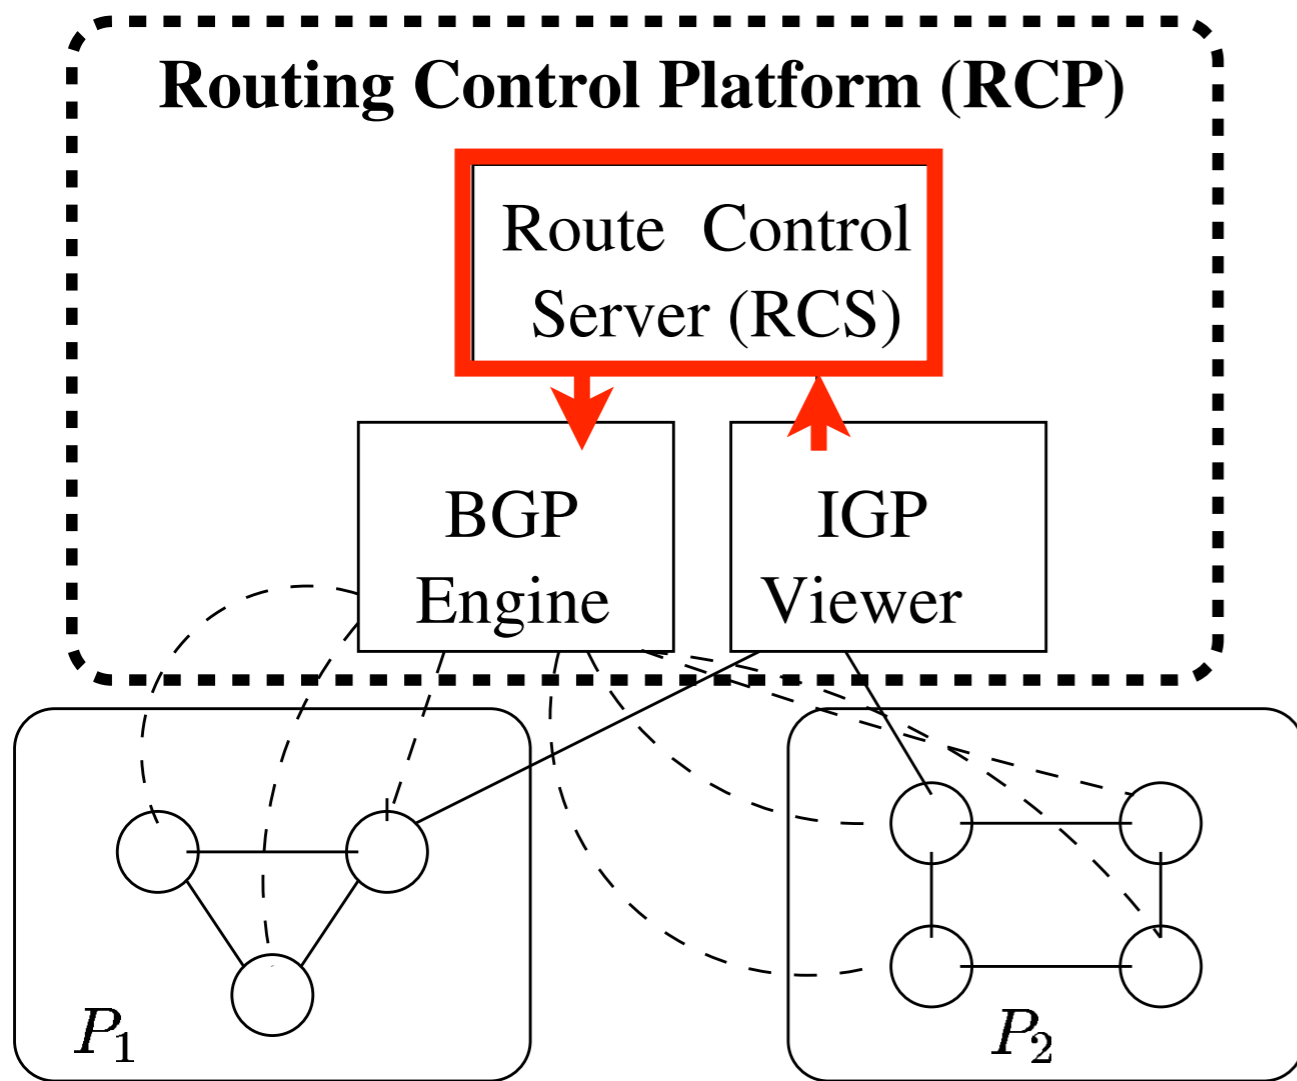 Routing Control Platform (RCP)
Route Control
Server (RCS)
BGP
Engine
IGP
Viewer
P1
P2